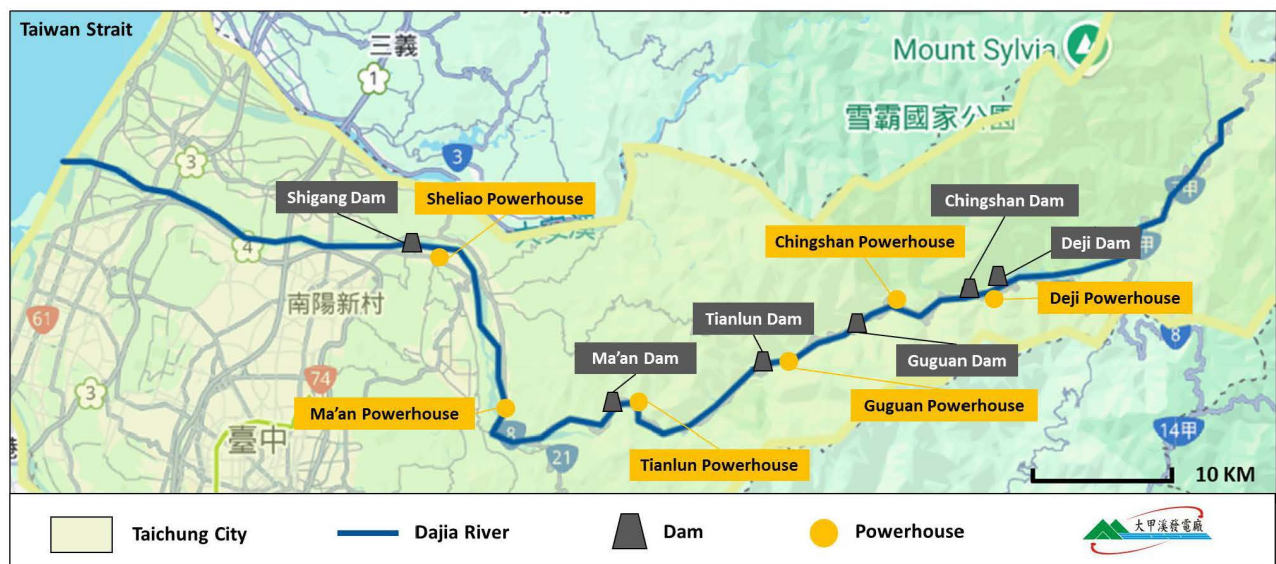 Taiwan Strait
三義
1
3
Mount Sylvia
雪霸國家公園
3
Shigang Dam
Sheliao Powerhouse
大安溪
4
Chingshan Dam
Chingshan Powerhouse
Deji Dam
Deji Powerhouse
南陽新村
61
Tianlun Dam
Ma'an Dam
Guguan Dam
8
74
3
Ma'an Powerhouse
Guguan Powerhouse
臺中
8
21
Tianlun Powerhouse
14甲
10 KM
Taichung City
Dajia River
Dam
Powerhouse
大甲溪發電廠